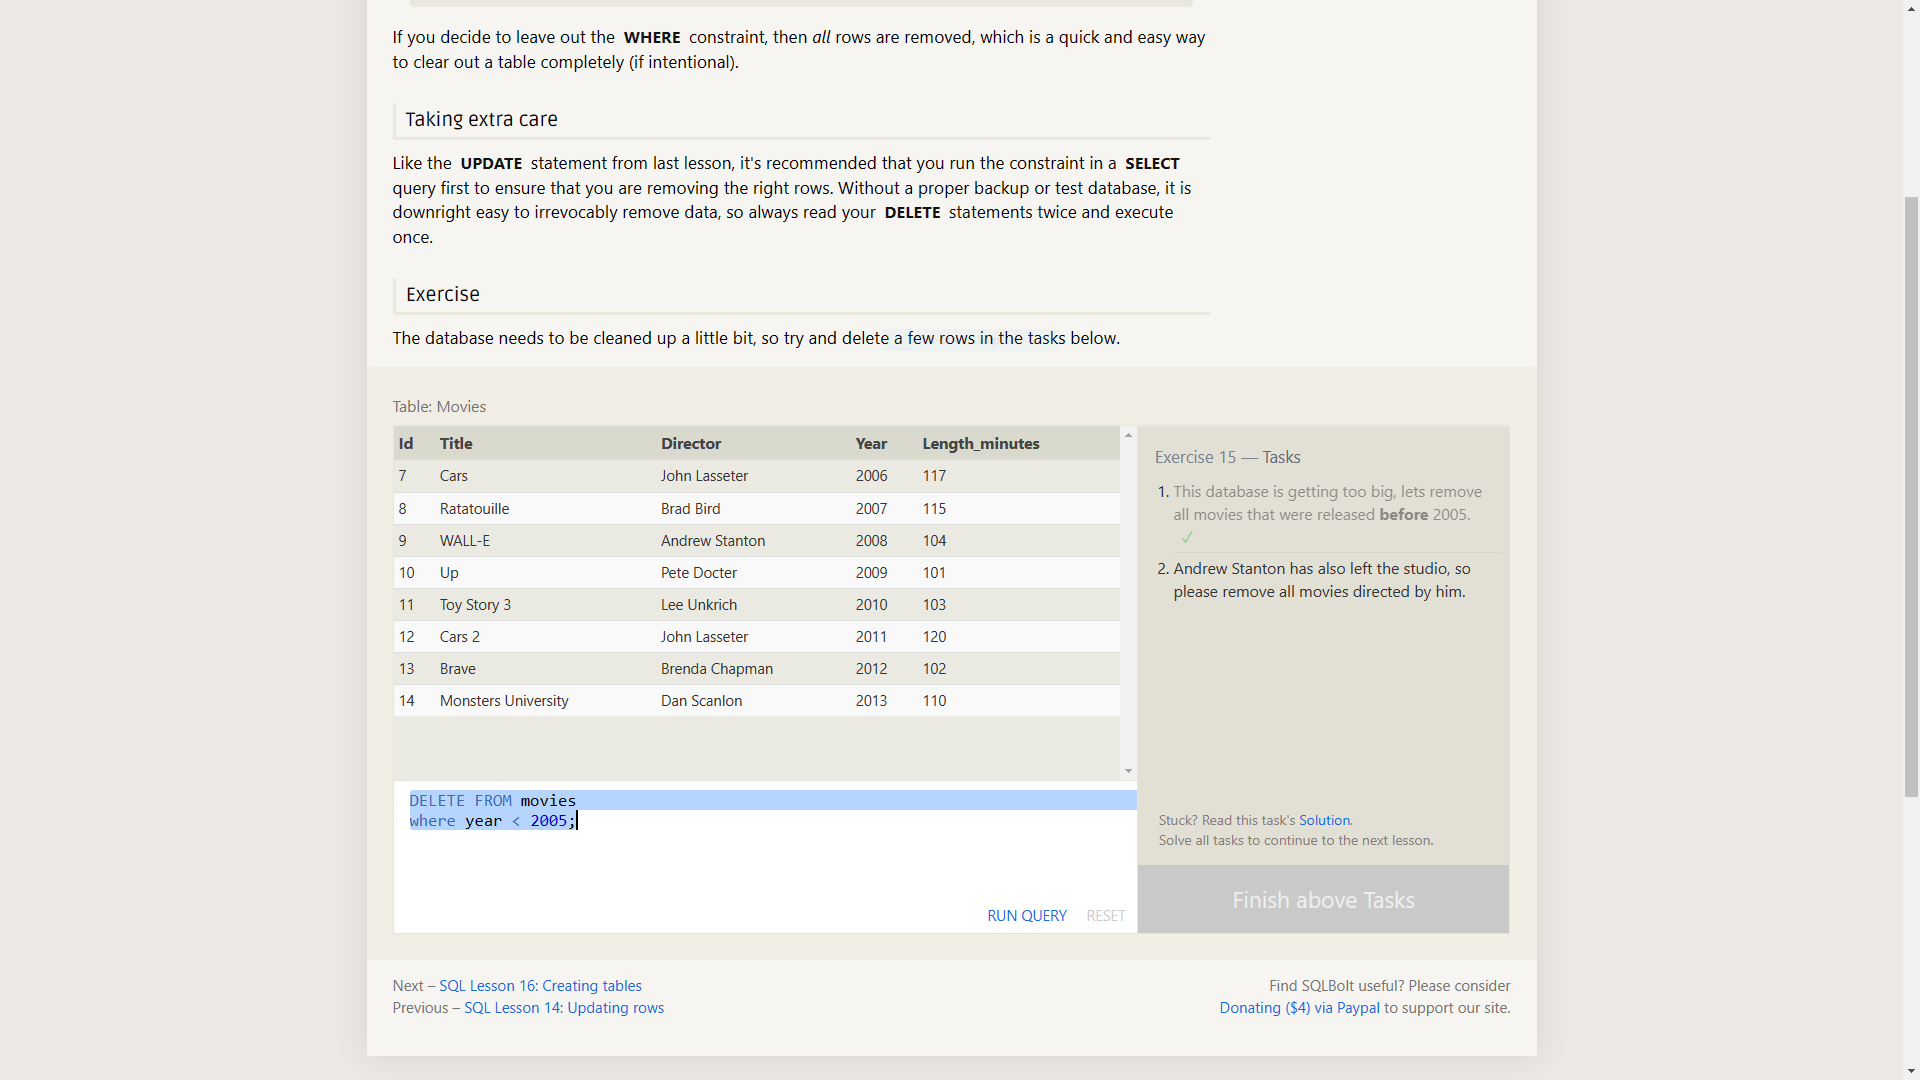 If you decide to leave out the WHERE constraint, then all rows are removed, which is a quick and easy way
to clear out a table completely (if intentional).
Taking extra care
Like the UPDATE statement from last lesson, it's recommended that you run the constraint in a SELECT
query first to ensure that you are removing the right rows. Without a proper backup or test database, it is
downright easy to irrevocably remove data, so always read your DELETE statements twice and execute
once.
Exercise
The database needs to be cleaned up a little bit, so try and delete a few rows in the tasks below.
Table: Movies
Id Title Director Year Length_minutes
7 Cars John Lasseter 2006 117
8 Ratatouille Brad Bird 2007 115
9 WALL-E Andrew Stanton 2008 104
10 Up Pete Docter 2009 101
11 Toy Story 3 Lee Unkrich 2010 103
12 Cars 2 John Lasseter 2011 120
13 Brave Brenda Chapman 2012 102
14 Monsters University Dan Scanlon 2013 110
DELETE FROM movies
where year < 2005;
RUN QUERY RESET
Exercise 15 — Tasks
1. This database is getting too big, lets remove
all movies that were released before 2005.
✓
2. Andrew Stanton has also left the studio, so
please remove all movies directed by him.
Stuck? Read this task's Solution.
Solve all tasks to continue to the next lesson.
Finish above Tasks
Next – SQL Lesson 16: Creating tables
Previous – SQL Lesson 14: Updating rows
Find SQLBolt useful? Please consider
Donating ($4) via Paypal to support our site.